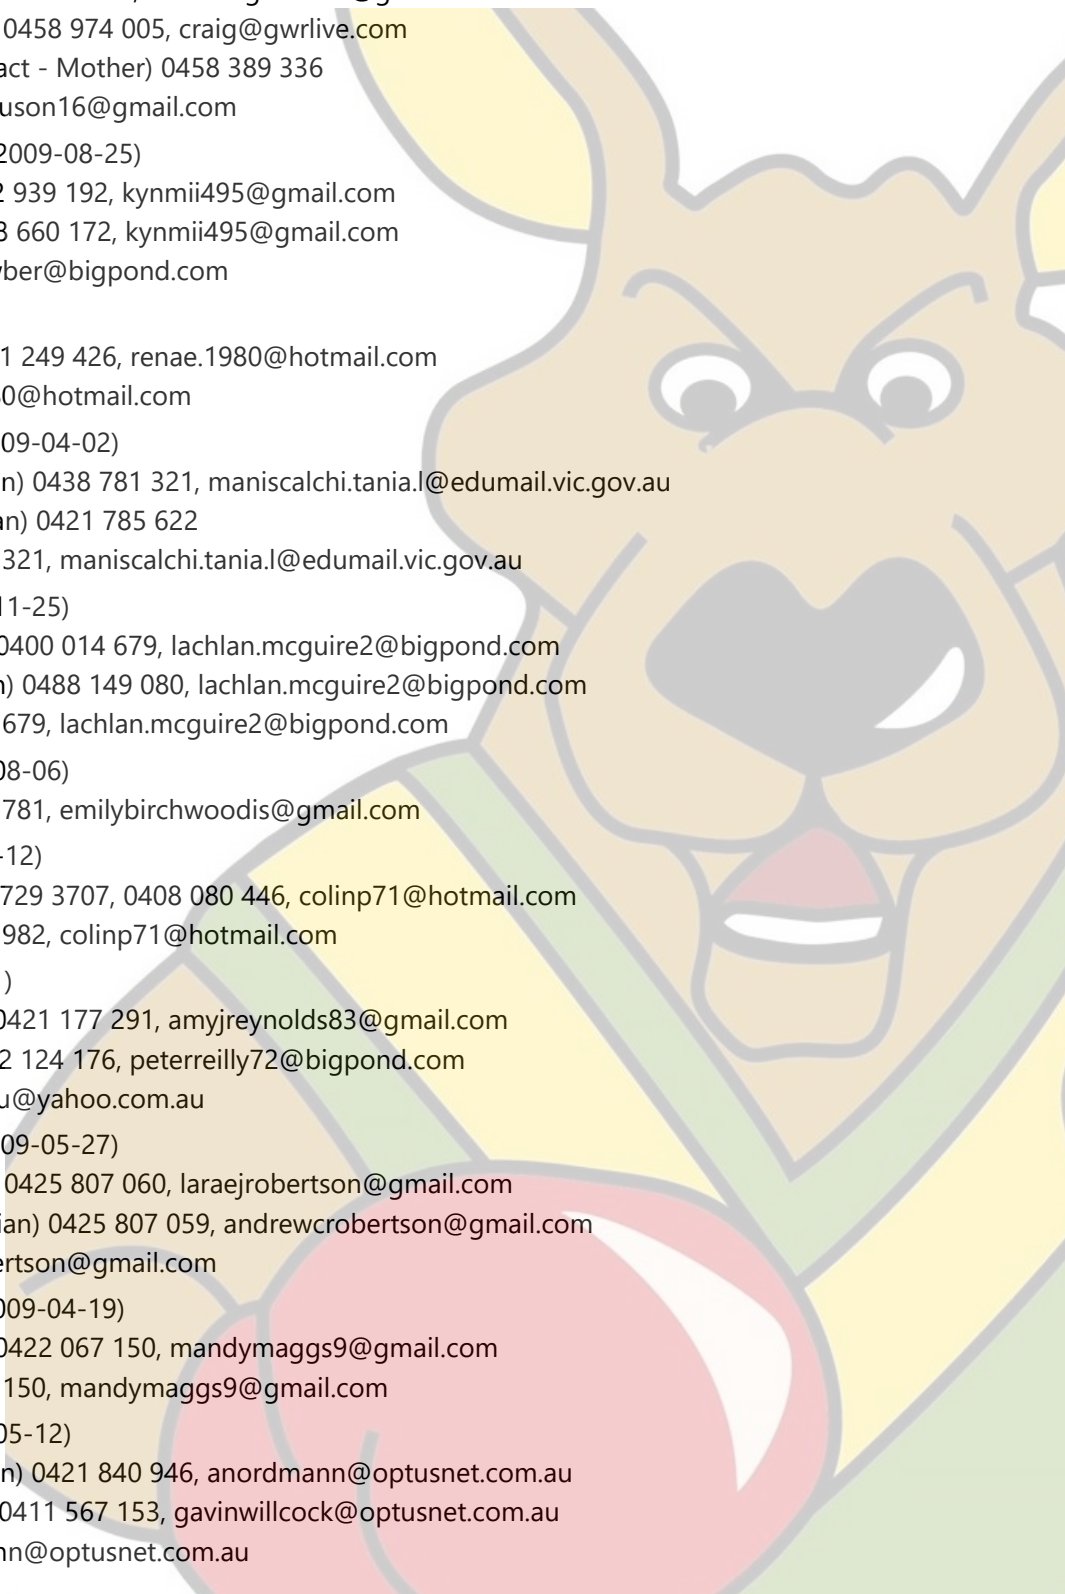 0458 974 005, craig@gwrlive.com
act - Mother) 0458 389 336
uson16@gmail.com
2009-08-25)
2 939 192, kynmii495@gmail.com
3 660 172, kynmii495@gmail.com
ber@bigpond.com
1 249 426, renae.1980@hotmail.com
0@hotmail.com
09-04-02)
n) 0438 781 321, maniscalchi.tania.l@edumail.vic.gov.au
an) 0421 785 622
321, maniscalchi.tania.l@edumail.vic.gov.au
11-25)
0400 014 679, lachlan.mcguire2@bigpond.com
n) 0488 149 080, lachlan.mcguire2@bigpond.com
679, lachlan.mcguire2@bigpond.com
08-06)
781, emilybirchwoodis@gmail.com
-12)
729 3707, 0408 080 446, colinp71@hotmail.com
982, colinp71@hotmail.com
)
0421 177 291, amyjreynolds83@gmail.com
2 124 176, peterreilly72@bigpond.com
u@yahoo.com.au
09-05-27)
0425 807 060, laraejrobertson@gmail.com
ian) 0425 807 059, andrewcrobertson@gmail.com
ertson@gmail.com
009-04-19)
0422 067 150, mandymaggs9@gmail.com
150, mandymaggs9@gmail.com
05-12)
n) 0421 840 946, anordmann@optusnet.com.au
0411 567 153, gavinwillcock@optusnet.com.au
nn@optusnet.com.au